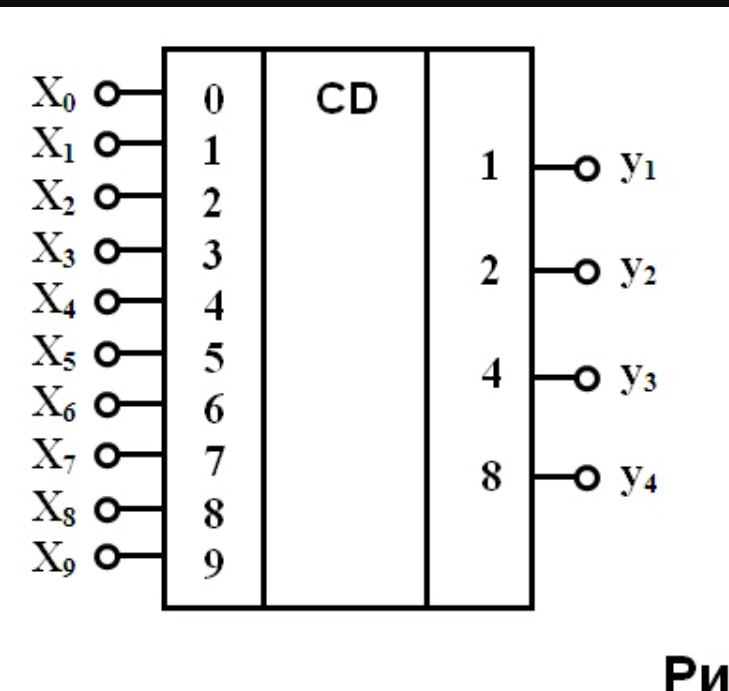 X₀ 0 CD
X₁ 1
1 y₁
X₂ 2
X₃ 3
2 y₂
X₄ 4
X₅ 5
4 y₃
X₆ 6
X₇ 7
8 y₄
X₈ 8
X₉ 9
Ри